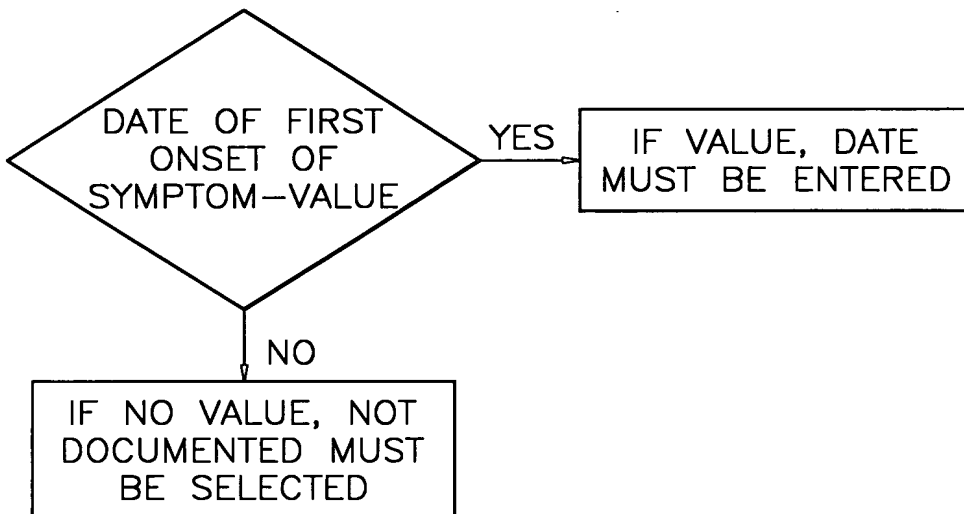 DATE OF FIRST
ONSET OF
SYMPTOM–VALUE
YES
IF VALUE, DATE
MUST BE ENTERED
NO
IF NO VALUE, NOT
DOCUMENTED MUST
BE SELECTED